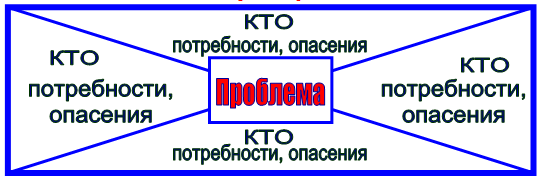 КТО
потребности, опасения
КТО
потребности,
опасения
Проблема
КТО
потребности,
опасения
КТО
потребности, опасения